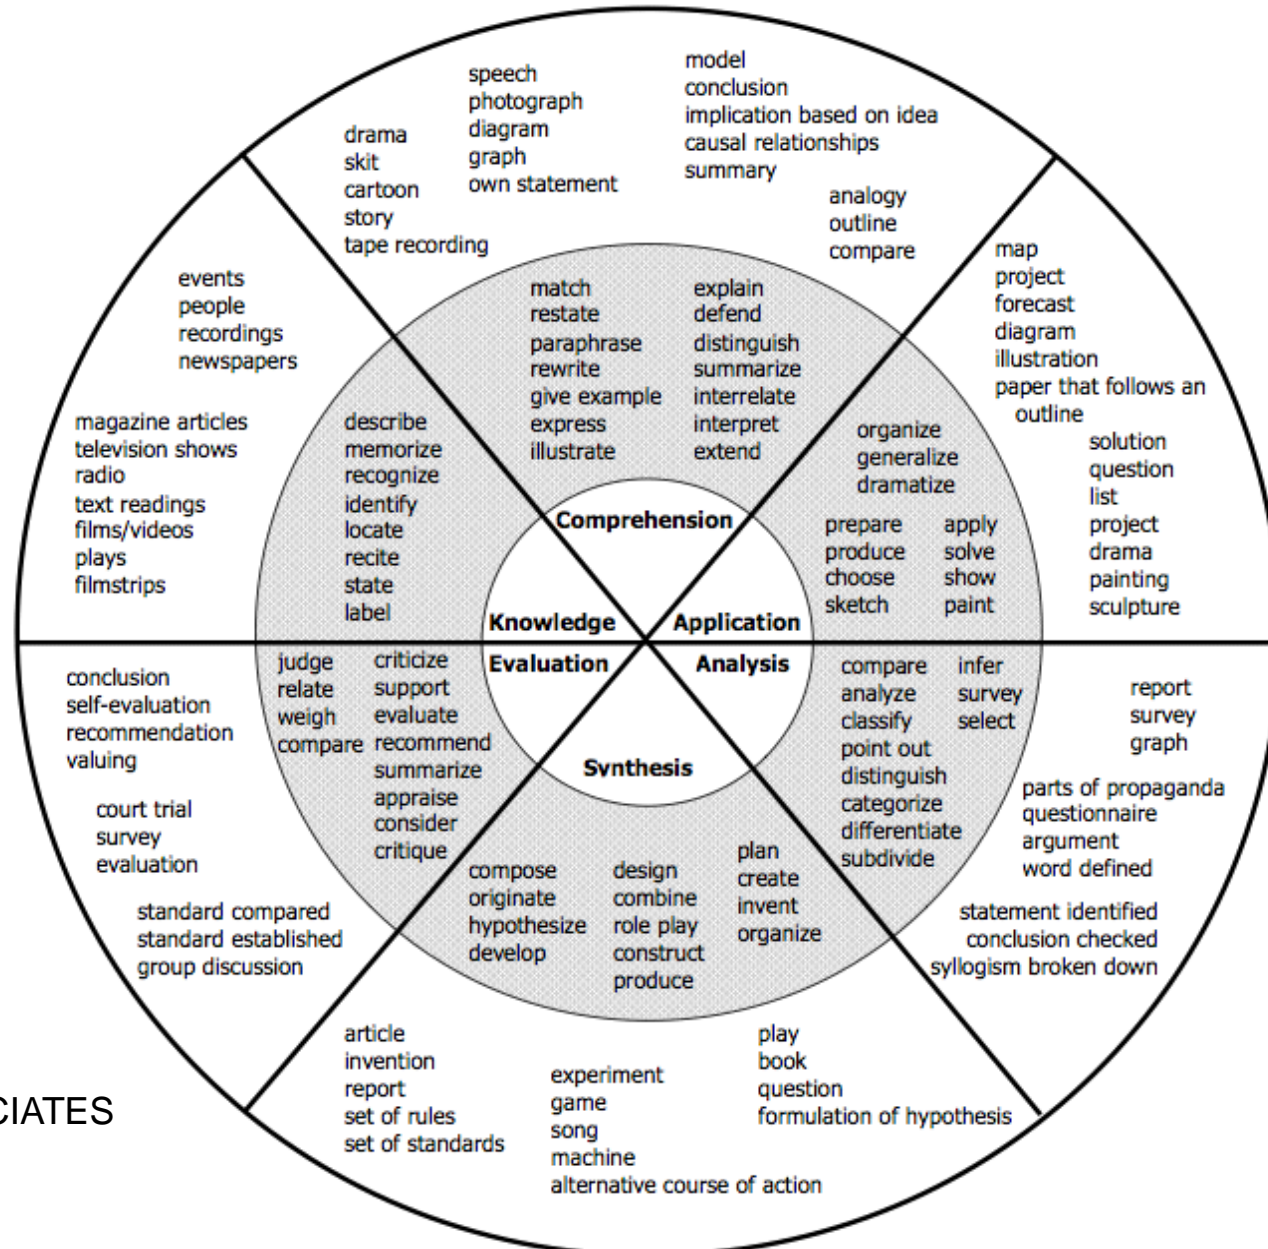 speech
photograph
diagram
graph
own statement
model
conclusion
implication based on idea
causal relationships
summary
drama
skit
cartoon
story
tape recording
analogy
outline
compare
match
restate
paraphrase
rewrite
give example
express
illustrate
explain
defend
distinguish
summarize
interrelate
interpret
extend
Comprehension
events
people
recordings
newspapers
magazine articles
television shows
radio
text readings
films/videos
plays
filmstrips
describe
memorize
recognize
identify
locate
recite
state
label
Knowledge
map
project
forecast
diagram
illustration
paper that follows an
outline
solution
question
list
project
drama
painting
sculpture
organize
generalize
dramatize
prepare
produce
choose
sketch
apply
solve
show
paint
Application
Evaluation
judge
relate
weigh
compare
criticize
support
evaluate
recommend
summarize
appraise
consider
critique
conclusion
self-evaluation
recommendation
valuing
court trial
survey
evaluation
standard compared
standard established
group discussion
Analysis
compare
analyze
classify
point out
distinguish
categorize
differentiate
subdivide
infer
survey
select
report
survey
graph
parts of propaganda
questionnaire
argument
word defined
statement identified
conclusion checked
syllogism broken down
Synthesis
compose
originate
hypothesize
develop
design
combine
role play
construct
produce
plan
create
invent
organize
article
invention
report
set of rules
set of standards
experiment
game
song
machine
alternative course of action
play
book
question
formulation of hypothesis
CIATES